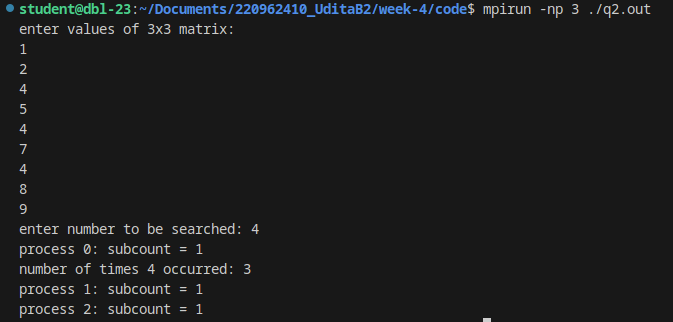 student@dbl-23:~/Documents/220962410_UditaB2/week-4/code$ mpirun -np 3 ./q2.out
enter values of 3x3 matrix:
1
2
4
5
4
7
4
8
9
enter number to be searched: 4
process 0: subcount = 1
number of times 4 occurred: 3
process 1: subcount = 1
process 2: subcount = 1